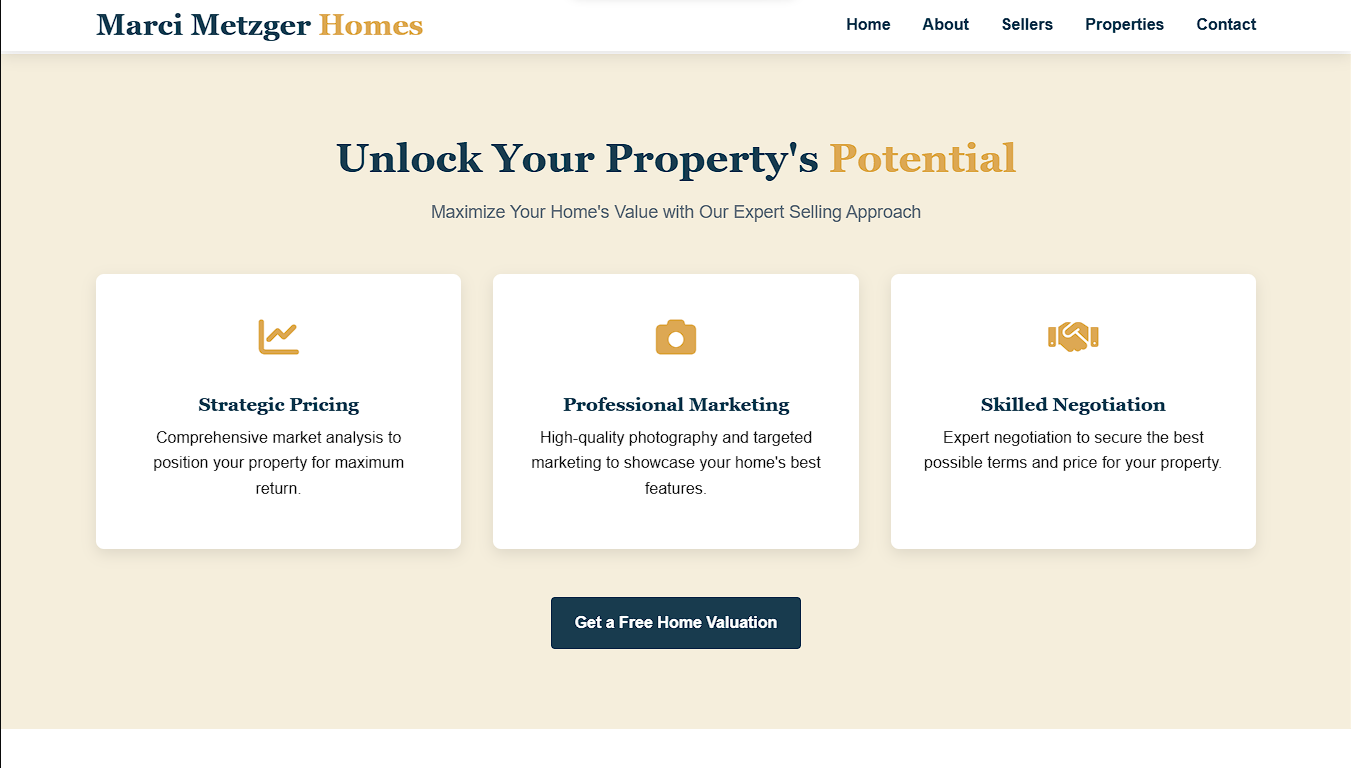 Marci Metzger Homes
Home About Sellers Properties Contact
Unlock Your Property's Potential
Maximize Your Home's Value with Our Expert Selling Approach
Strategic Pricing
Comprehensive market analysis to
position your property for maximum
return.
Professional Marketing
High-quality photography and targeted
marketing to showcase your home's best
features.
Skilled Negotiation
Expert negotiation to secure the best
possible terms and price for your property.
Get a Free Home Valuation